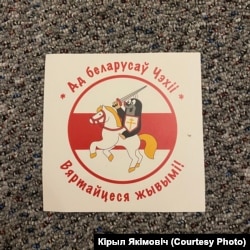 Ад беларусаў Чэхіі
Вяртайцеся жывымі!
Кірыл Якімовіч (Courtesy Photo)